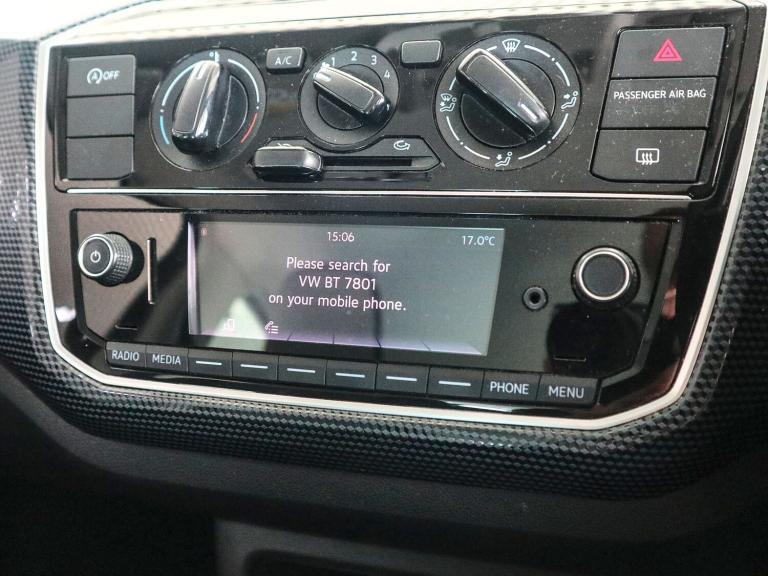 OFF
A/C
1 2 3 4
PASSENGER AIR BAG
15:06
17.0°C
Please search for
VW BT 7801
on your mobile phone.
RADIO
MEDIA
PHONE
MENU